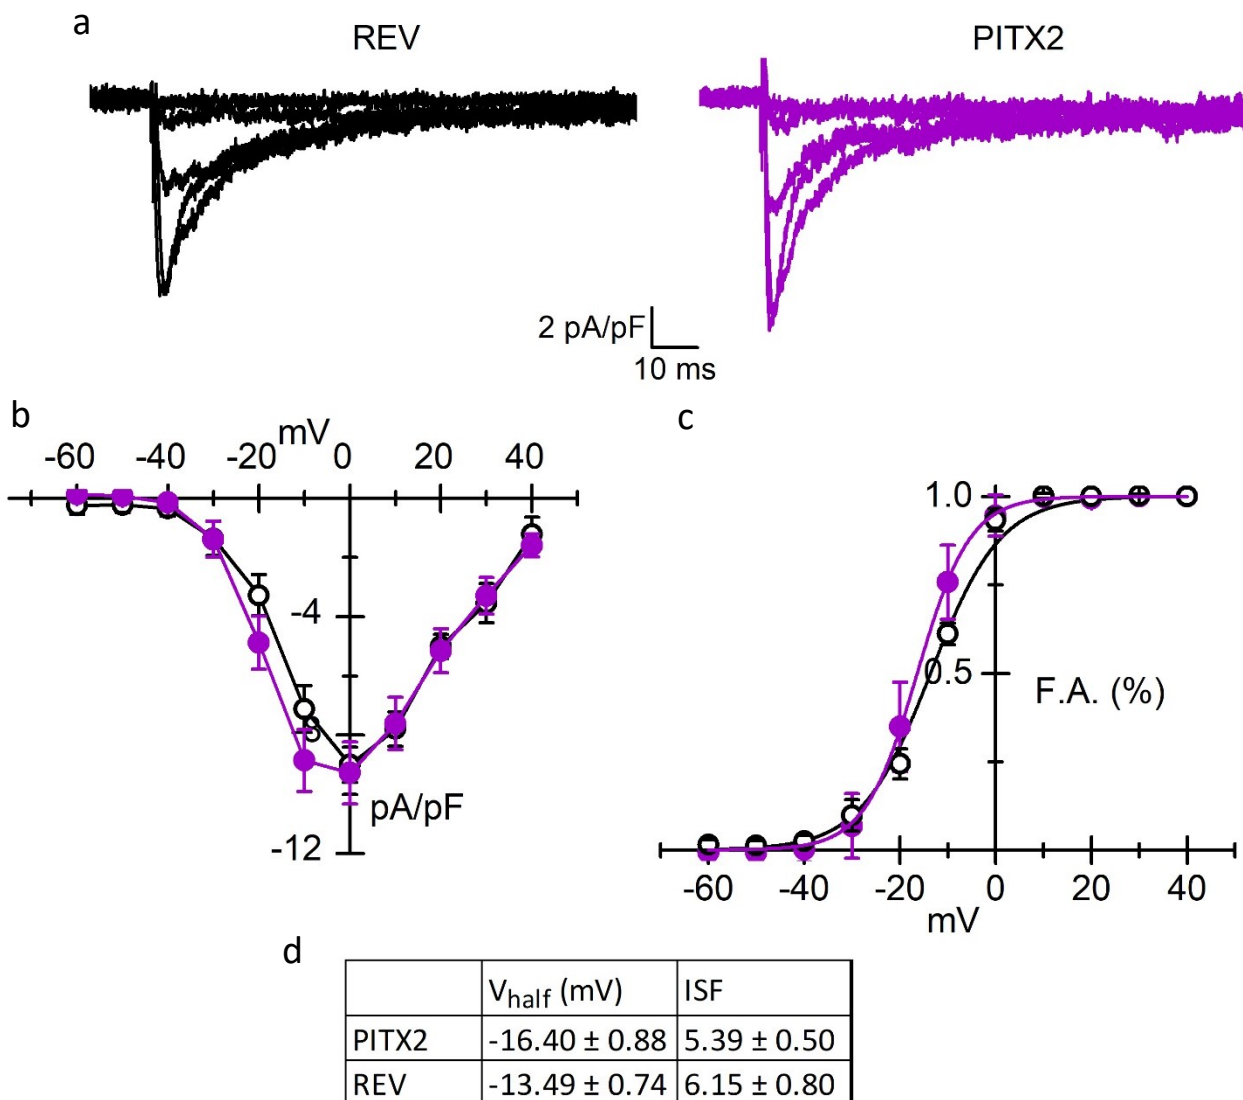 a
REV
PITX2
2 pA/pF
10 ms
b
mV
-60 -40 -20 0 20 40
-4
-8
pA/pF
-12
c
1.0
0.5
F.A. (%)
-60 -40 -20 0 20 40
mV
d
V_half (mV) ISF
PITX2 -16.40 ± 0.88 5.39 ± 0.50
REV -13.49 ± 0.74 6.15 ± 0.80